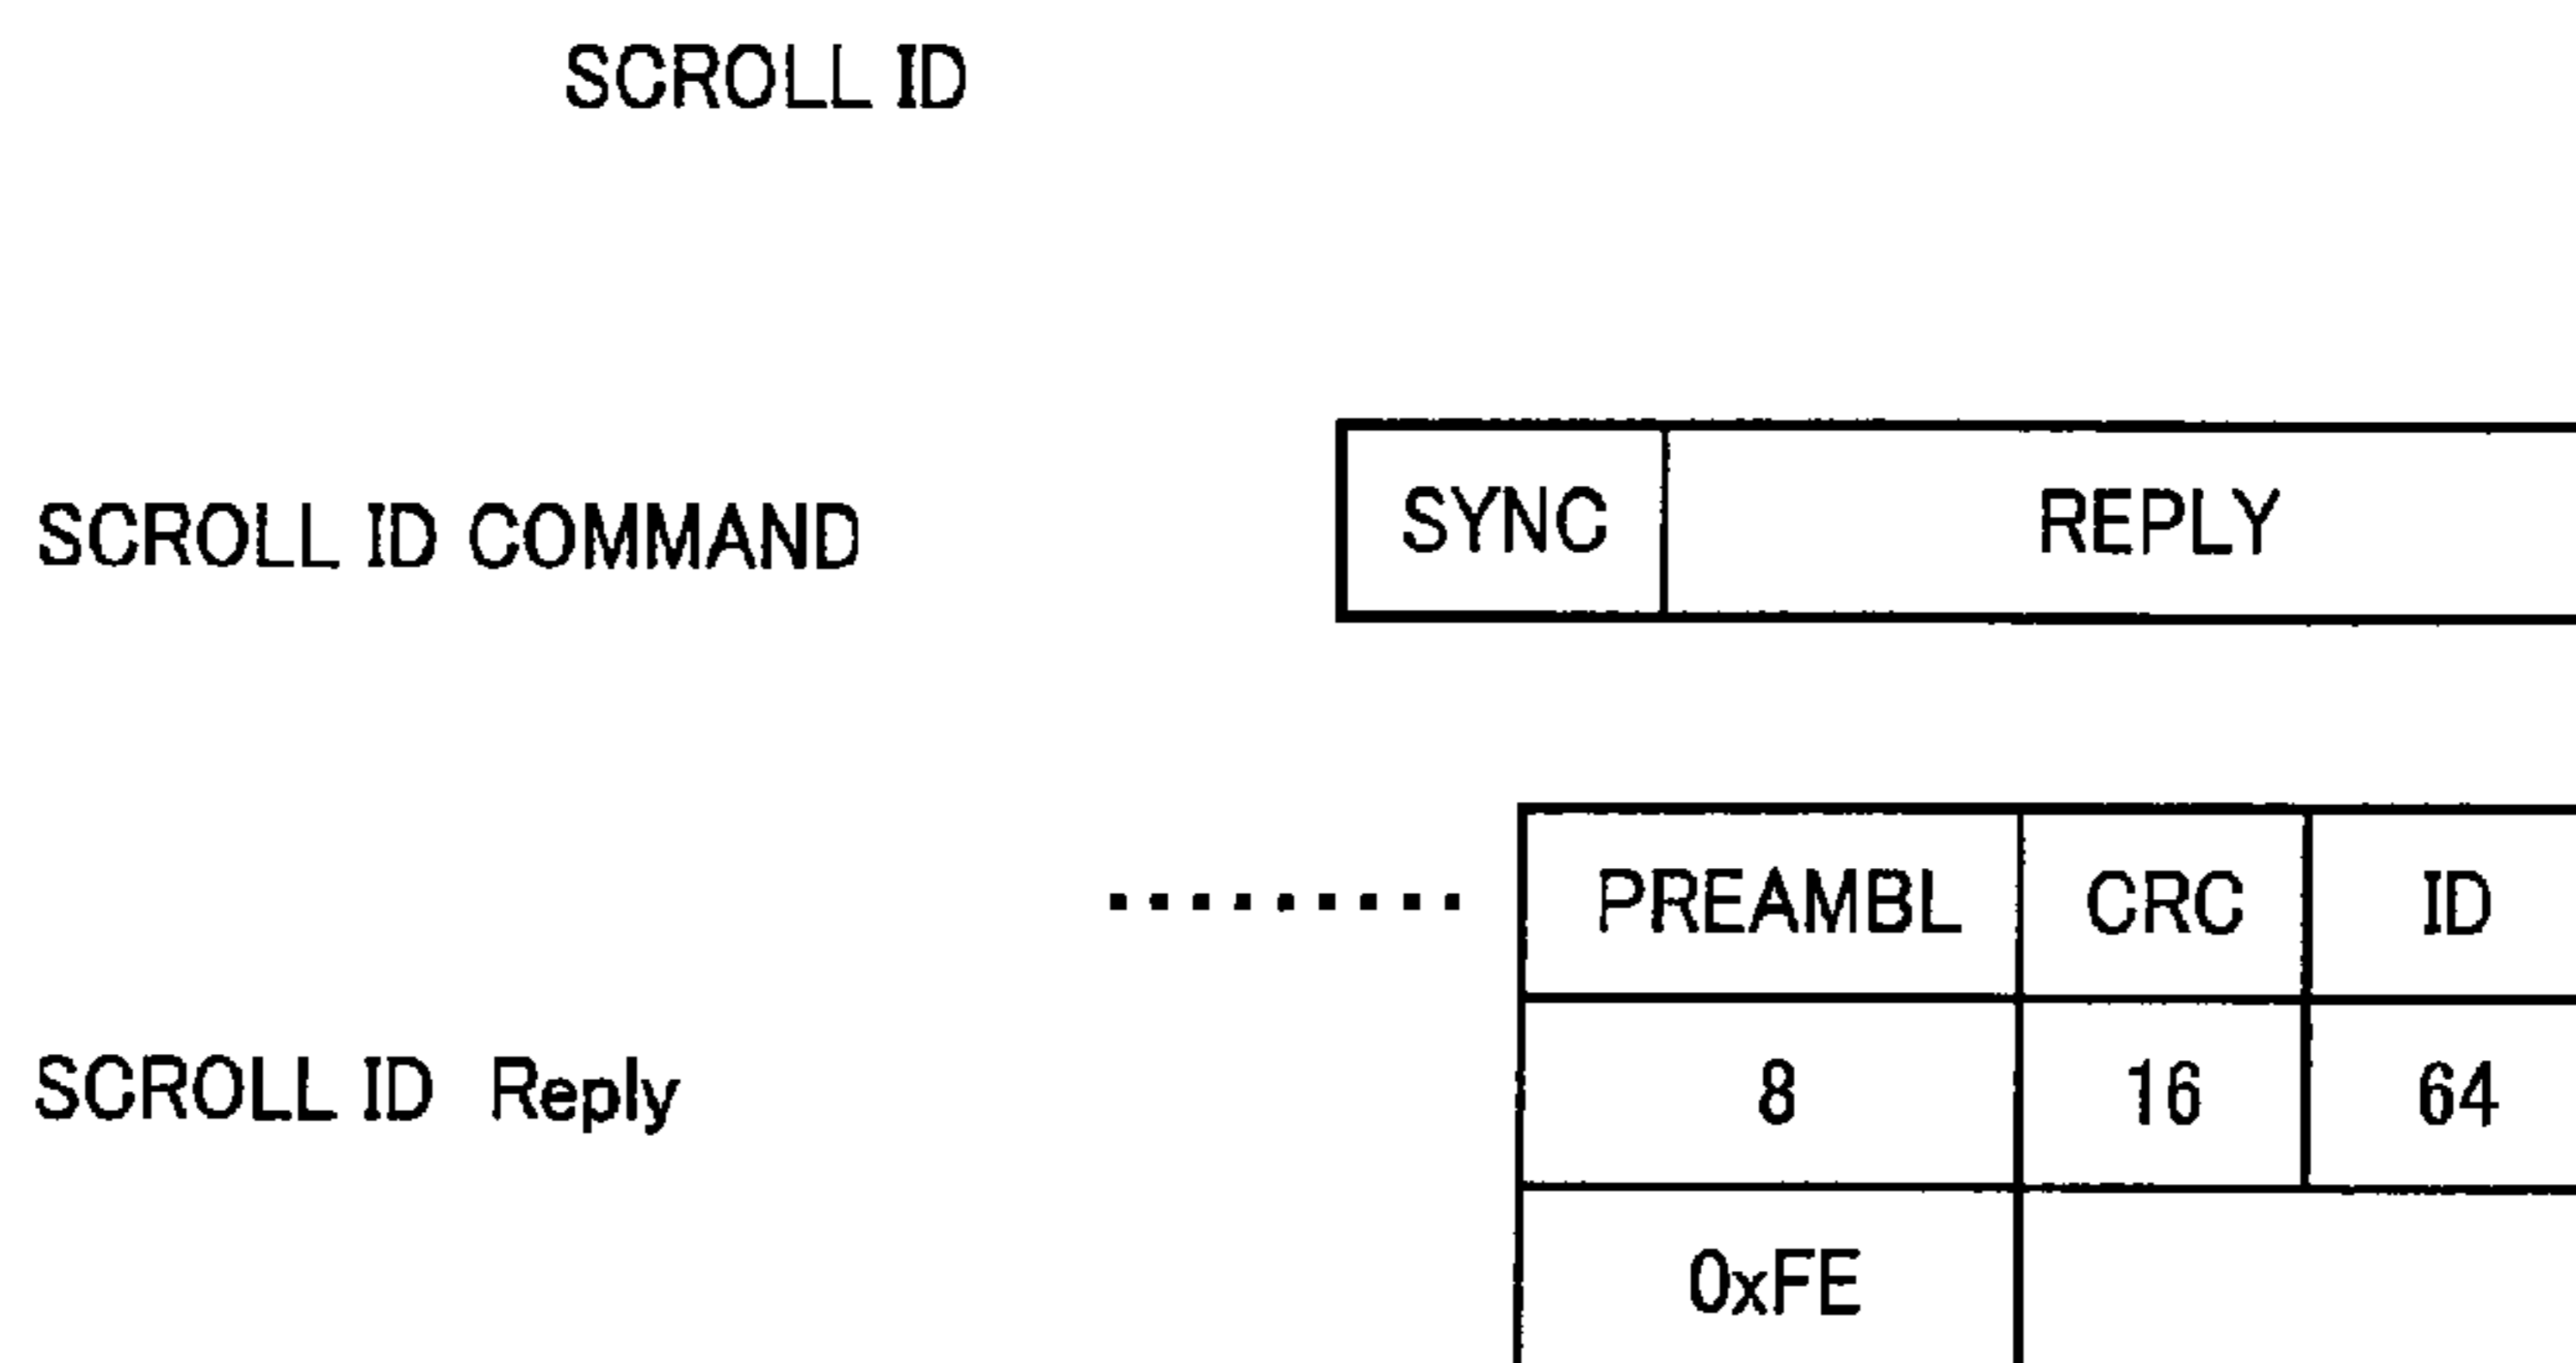 SCROLL ID
SCROLL ID COMMAND
SYNC REPLY
PREAMBL CRC ID
SCROLL ID Reply
8 16 64
0xFE